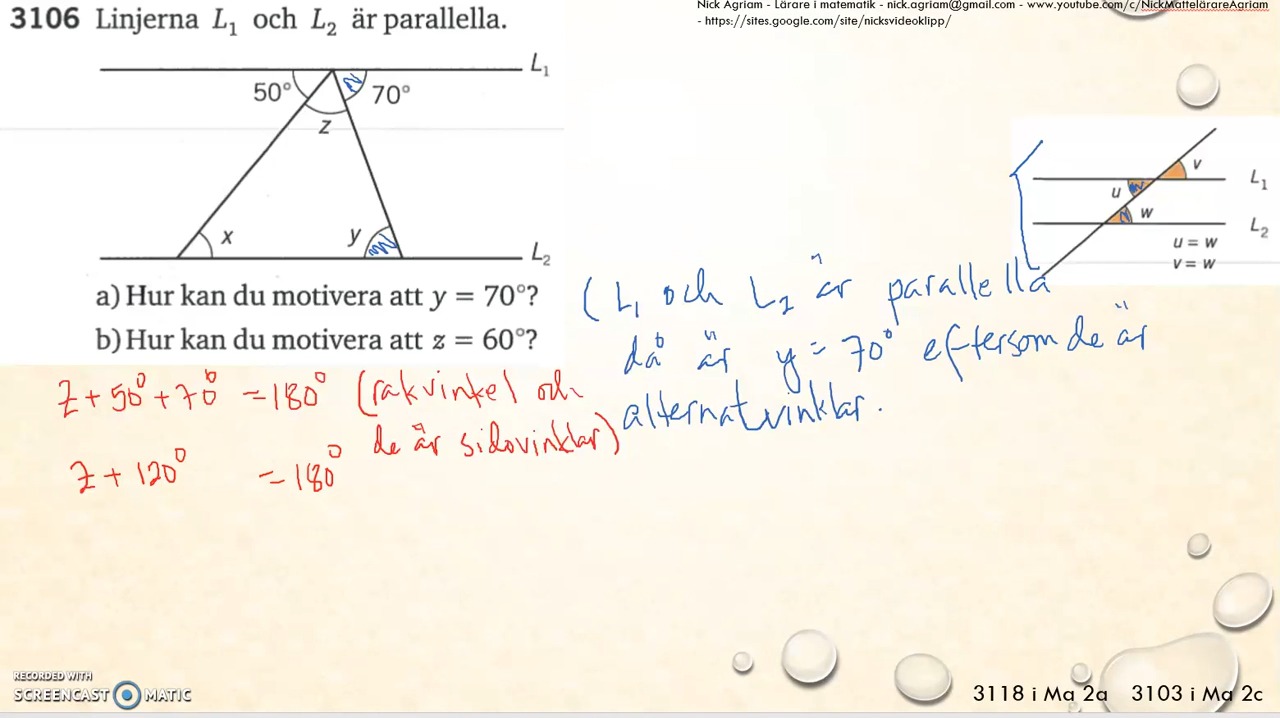 3106 Linjerna L₁ och L₂ är parallella.
Nick Agriam - Lärare i matematik - nick.agriam@gmail.com - www.youtube.com/c/NickMattelärareAgriam
- https://sites.google.com/site/nicksvideoklipp/
L₁
50°
70°
z
x
y
L₂
v
L₁
u
w
L₂
u = w
v = w
a) Hur kan du motivera att y = 70°?
b) Hur kan du motivera att z = 60°?
(L₁ och L₂ är parallella
då är y = 70° eftersom de är
alternatvinklar.
z + 50° + 70° = 180° (rak vinkel och
de är sidovinklar)
z + 120° = 180°
RECORDED WITH
SCREENCAST MATIC
3118 i Ma 2a 3103 i Ma 2c